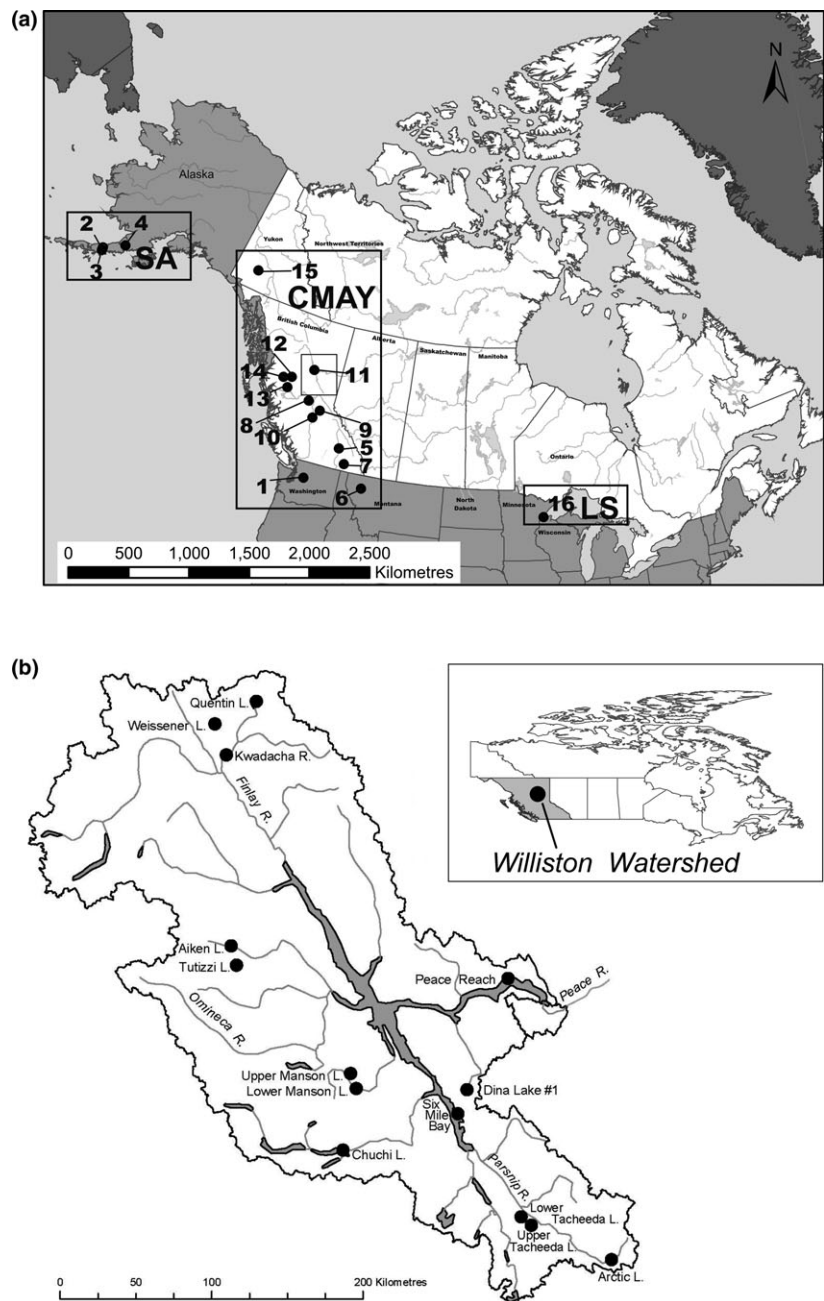 (a)
N
Alaska
2
4
3
SA
Yukon
Northwest Territories
15
CMAY
British Columbia
Alberta
Saskatchewan
Manitoba
12
14
11
13
8
9
10
5
7
1
Washington
6
Montana
North
Dakota
Minnesota
Ontario
16
LS
Wisconsin
0 500 1,000 1,500 2,000 2,500
Kilometres
(b)
Quentin L.
Weissener L.
Kwadacha R.
Finlay R.
Williston Watershed
Aiken L.
Tutizzi L.
Peace Reach
Peace R.
Omineca R.
Upper Manson L.
Lower Manson L.
Dina Lake #1
Six
Mile
Bay
Chuchi L.
Parsnip R.
Lower
Tacheeda L.
Upper
Tacheeda L.
Arctic L.
0 50 100 200 Kilometres